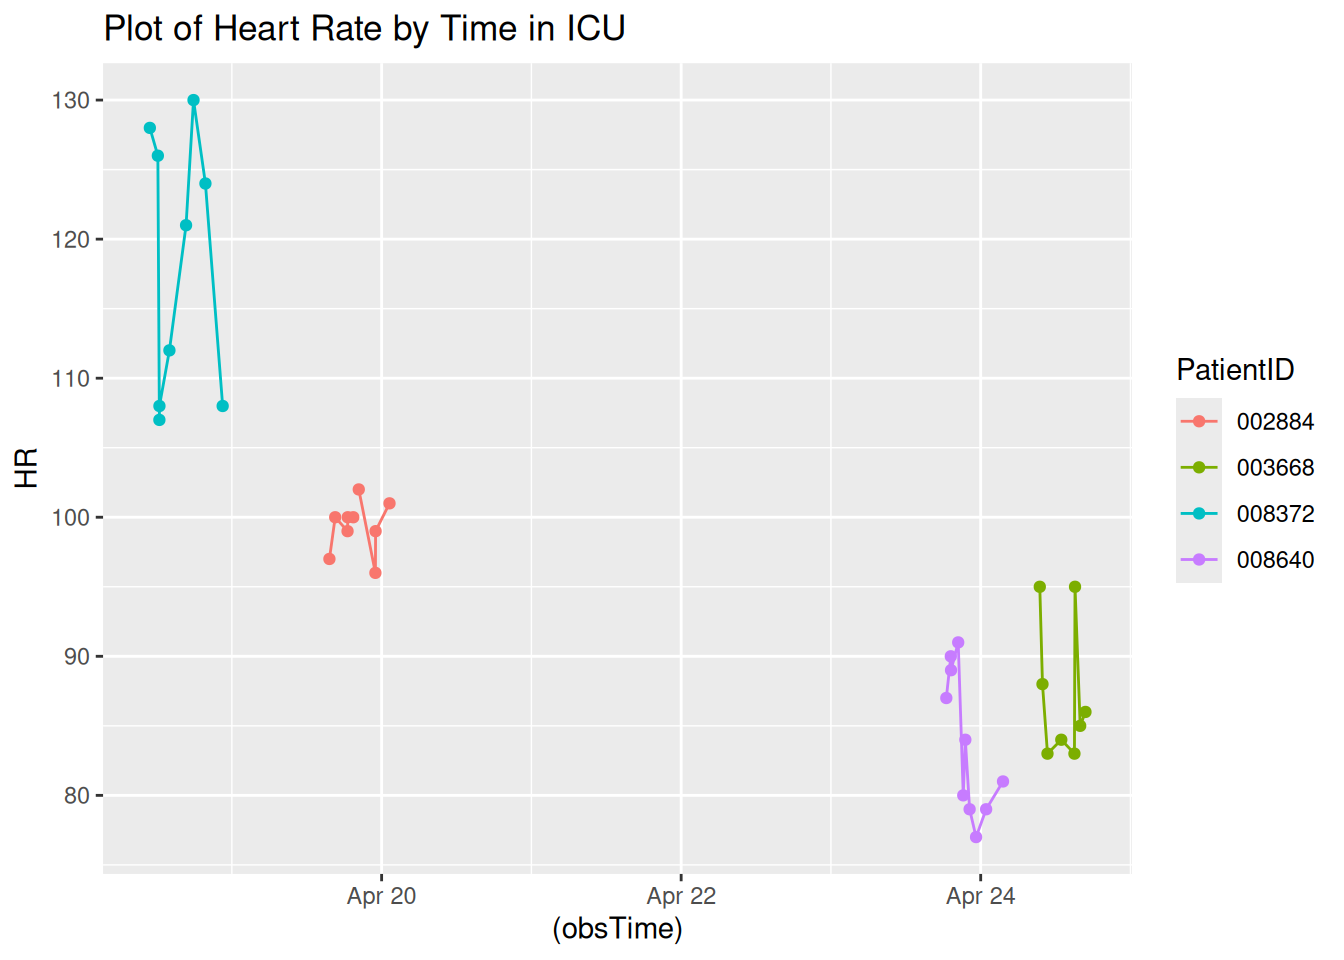 Plot of Heart Rate by Time in ICU
130
120
110
100
90
80
HR
Apr 20
Apr 22
Apr 24
(obsTime)
PatientID
002884
003668
008372
008640